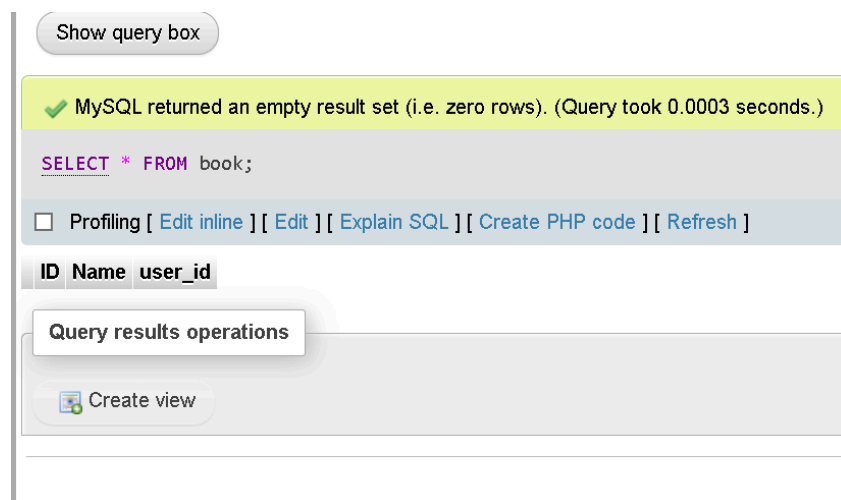 Show query box
MySQL returned an empty result set (i.e. zero rows). (Query took 0.0003 seconds.)
SELECT * FROM book;
Profiling [ Edit inline ] [ Edit ] [ Explain SQL ] [ Create PHP code ] [ Refresh ]
ID Name user_id
Query results operations
Create view